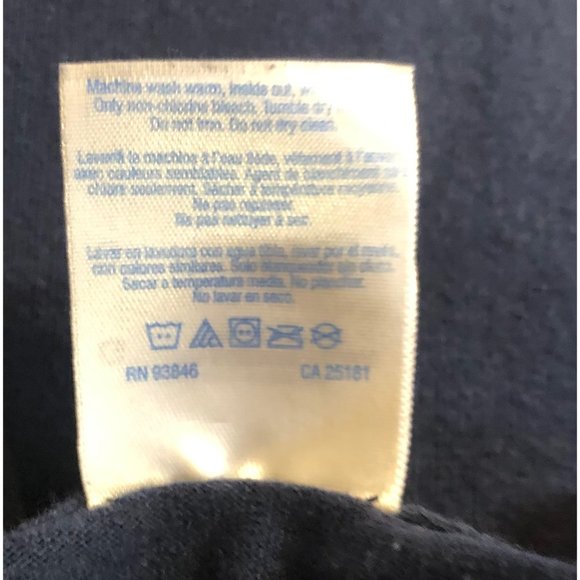 Machine wash warm, inside out,
Only non-chlorine bleach. Tumble dry
Do not iron. Do not dry clean.
Laver à la machine à l'eau tiède, vêtement à l'envers
avec couleurs semblables. Agent de blanchiment sans
chlore seulement. Sécher à température moyenne.
Ne pas repasser.
Ne pas nettoyer à sec.
Lavar en lavadora con agua tibia, por el revés,
con colores similares. Solo blanqueador sin cloro.
Secar a temperatura media. No planchar.
No lavar en seco.
RN 93846 CA 25181